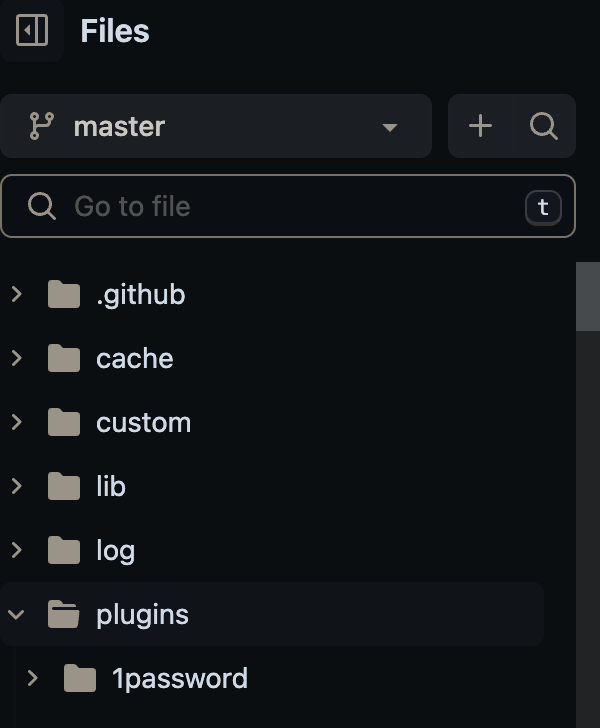 Files
master
Go to file
t
.github
cache
custom
lib
log
plugins
1password